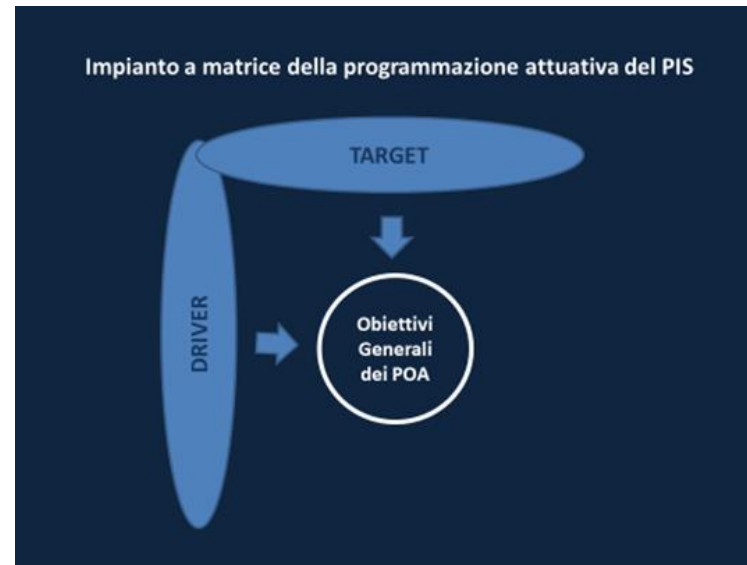 Impianto a matrice della programmazione attuativa del PIS
TARGET
DRIVER
Obiettivi
Generali
dei POA